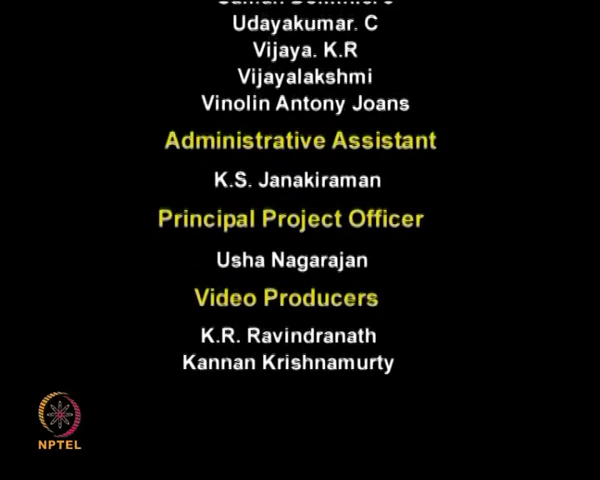 Udayakumar. C
Vijaya. K.R
Vijayalakshmi
Vinolin Antony Joans
Administrative Assistant
K.S. Janakiraman
Principal Project Officer
Usha Nagarajan
Video Producers
K.R. Ravindranath
Kannan Krishnamurty
NPTEL